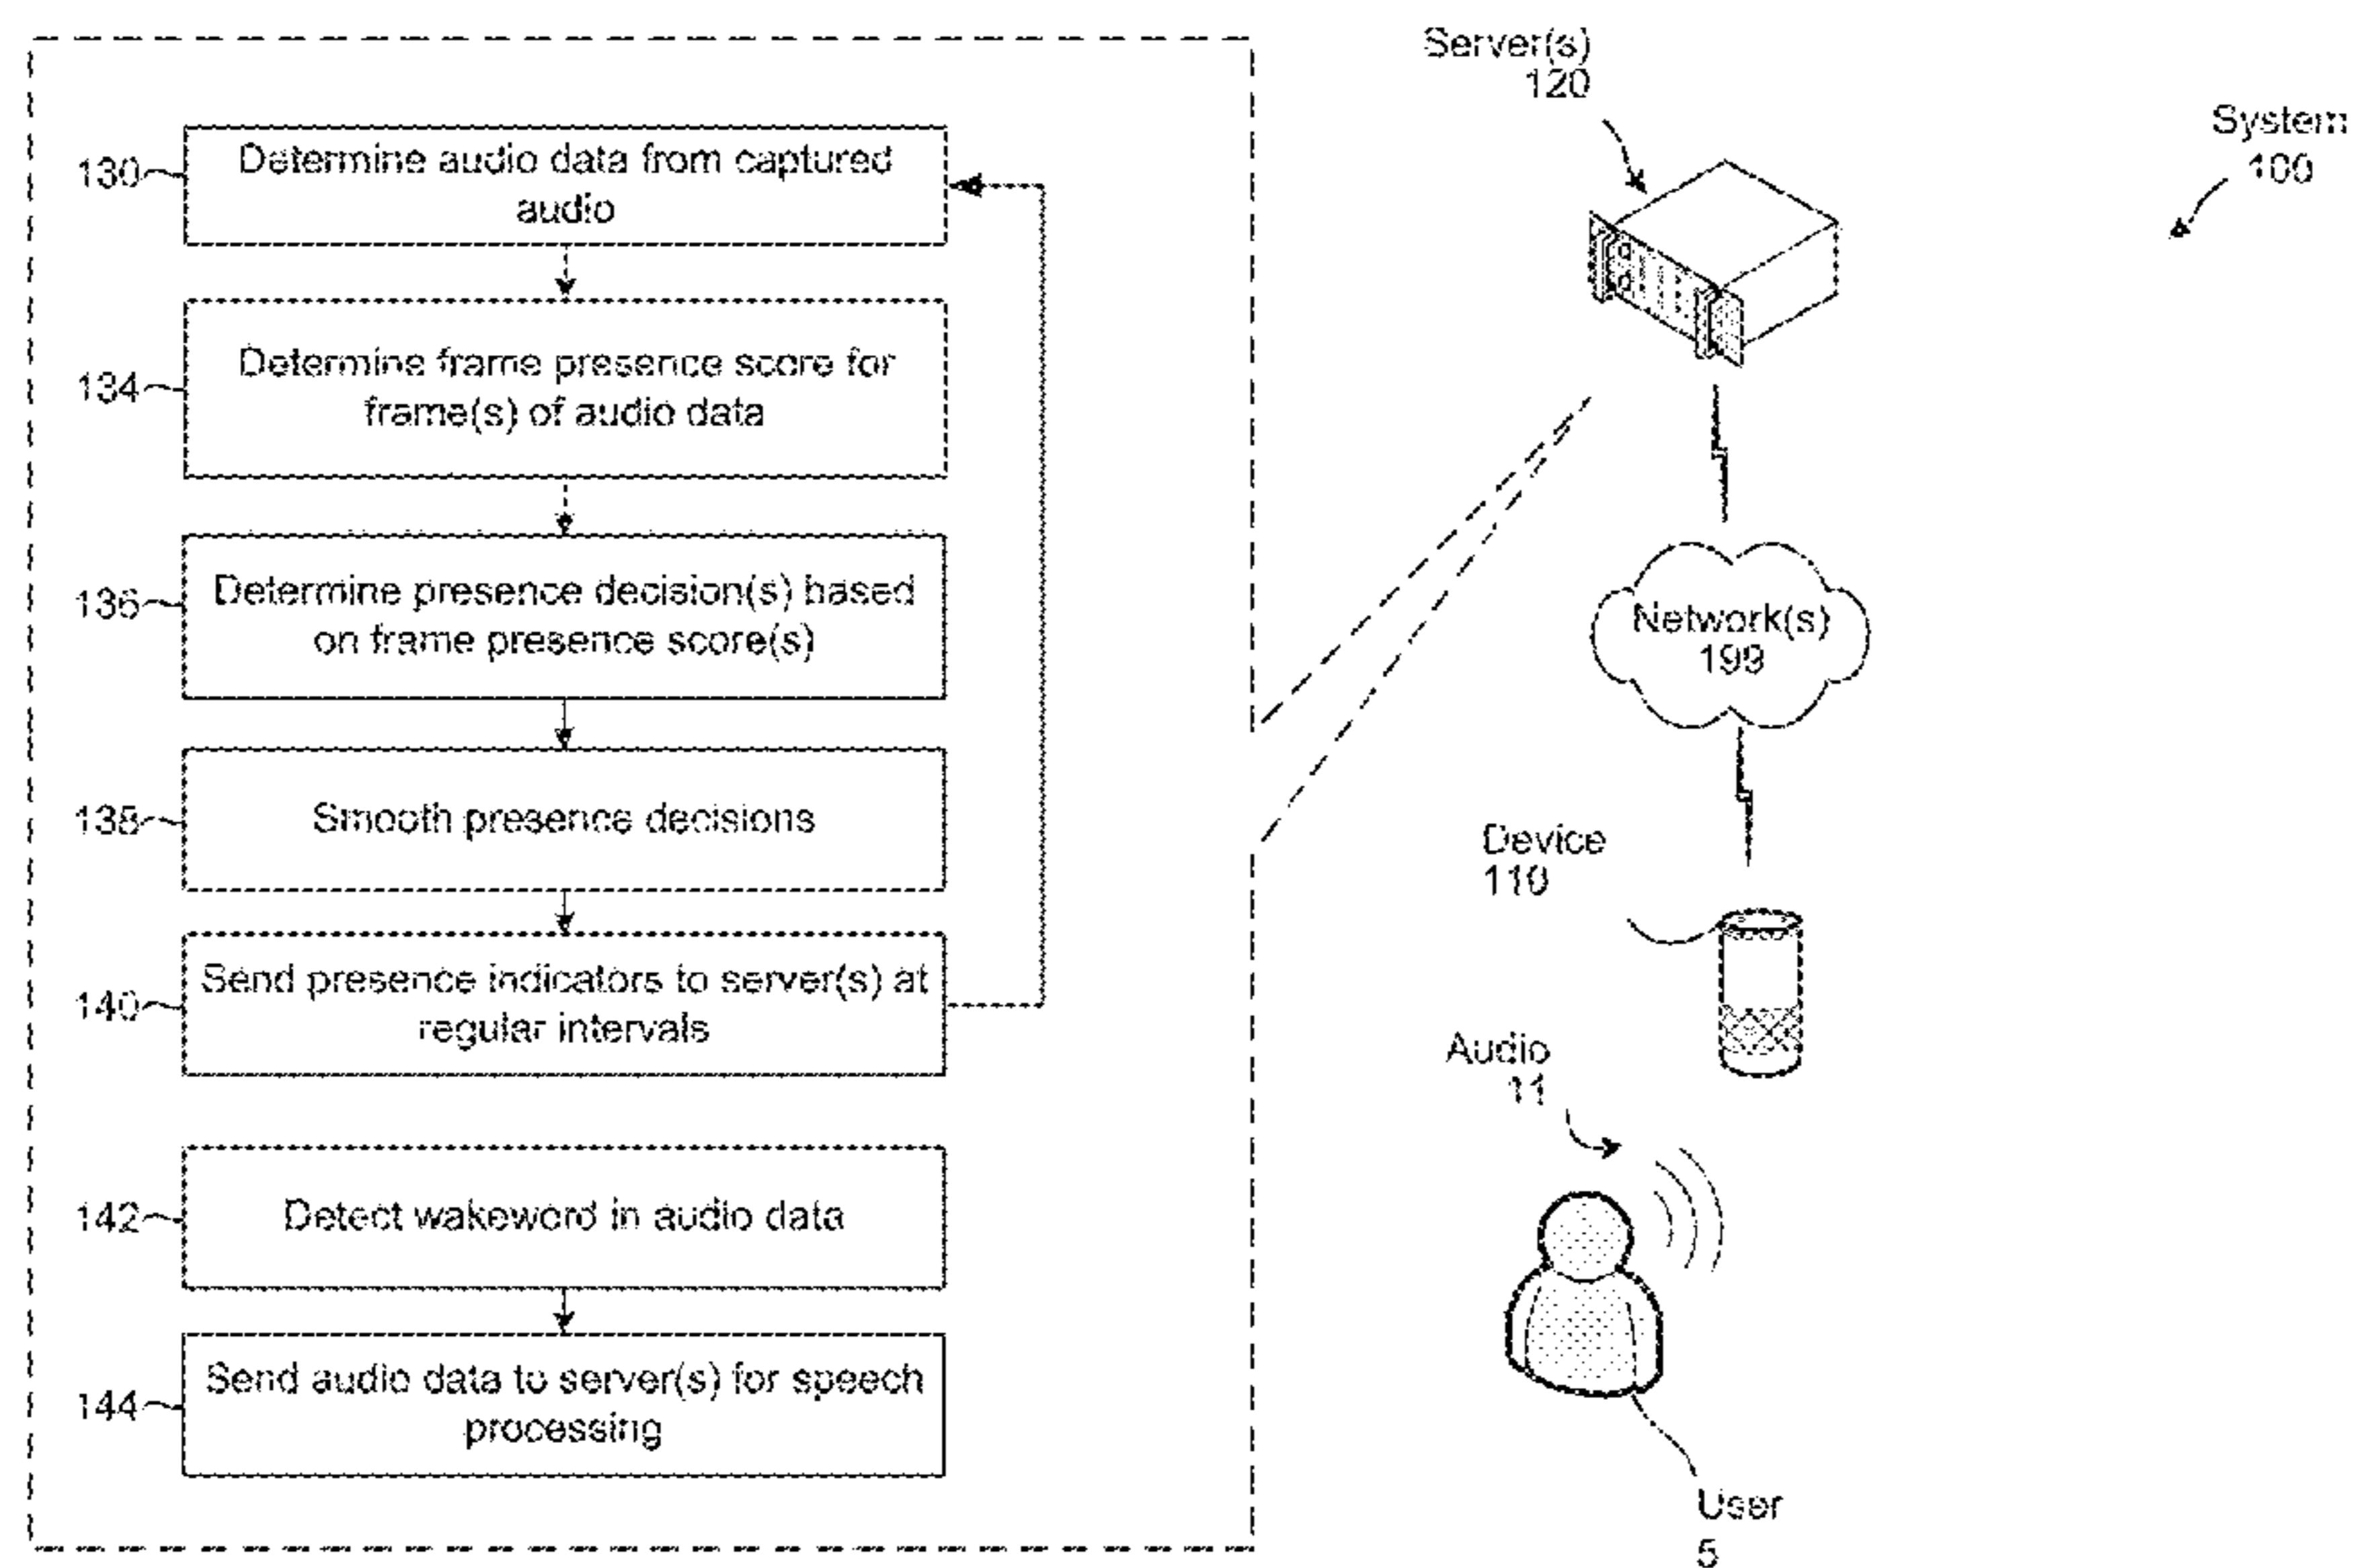 130
Determine audio data from captured
audio
134
Determine frame presence score for
frame(s) of audio data
136
Determine presence decision(s) based
on frame presence score(s)
138
Smooth presence decisions
140
Send presence indicators to server(s) at
regular intervals
142
Detect wakeword in audio data
144
Send audio data to server(s) for speech
processing
Server(s)
120
System
100
Network(s)
199
Device
110
Audio
11
User
5